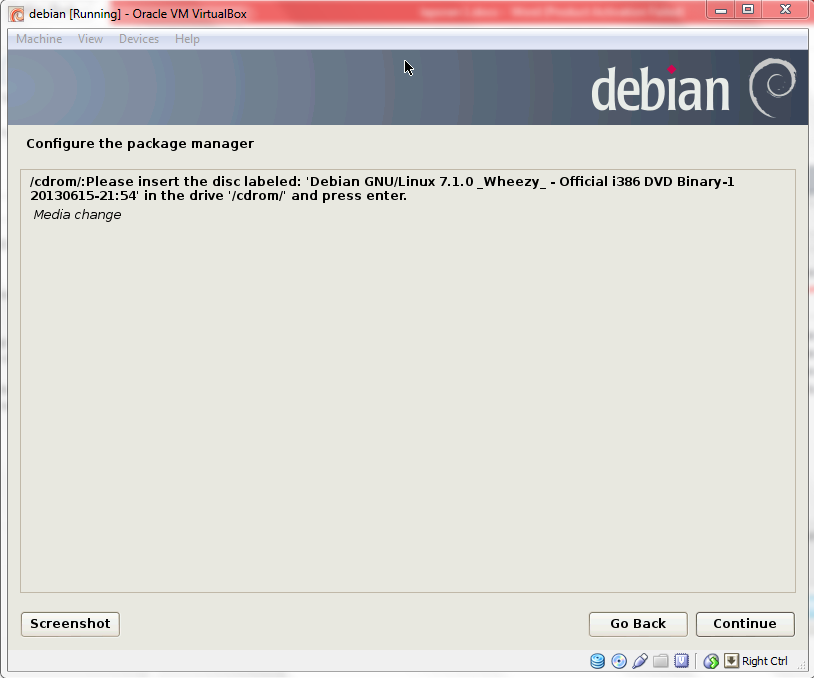 debian [Running] - Oracle VM VirtualBox
Machine View Devices Help
debian
Configure the package manager
/cdrom/:Please insert the disc labeled: 'Debian GNU/Linux 7.1.0 _Wheezy_ - Official i386 DVD Binary-1
20130615-21:54' in the drive '/cdrom/' and press enter.
Media change
Screenshot Go Back Continue
Right Ctrl